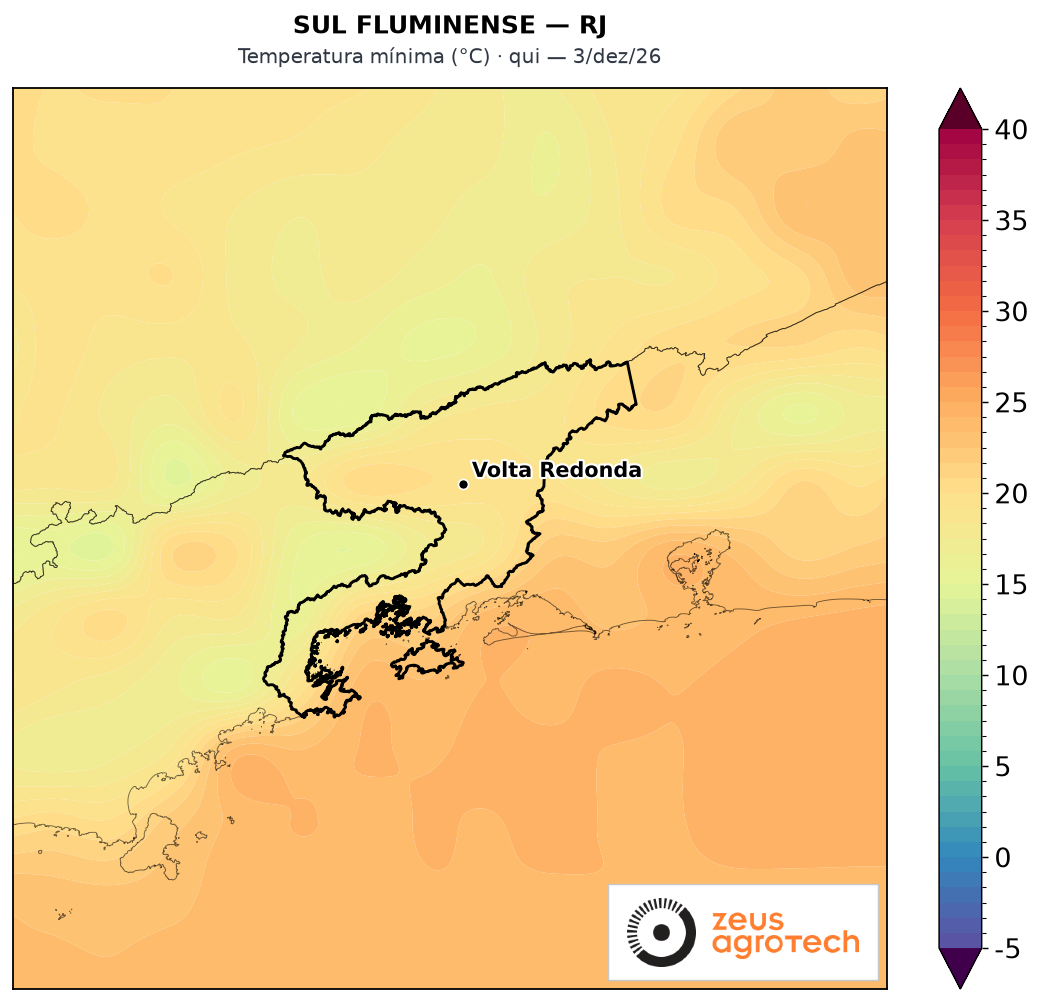 SUL FLUMINENSE — RJ
Temperatura mínima (°C) · qui — 3/dez/26
40
35
30
25
20
15
10
5
0
-5
Volta Redonda
zeus
agrotech